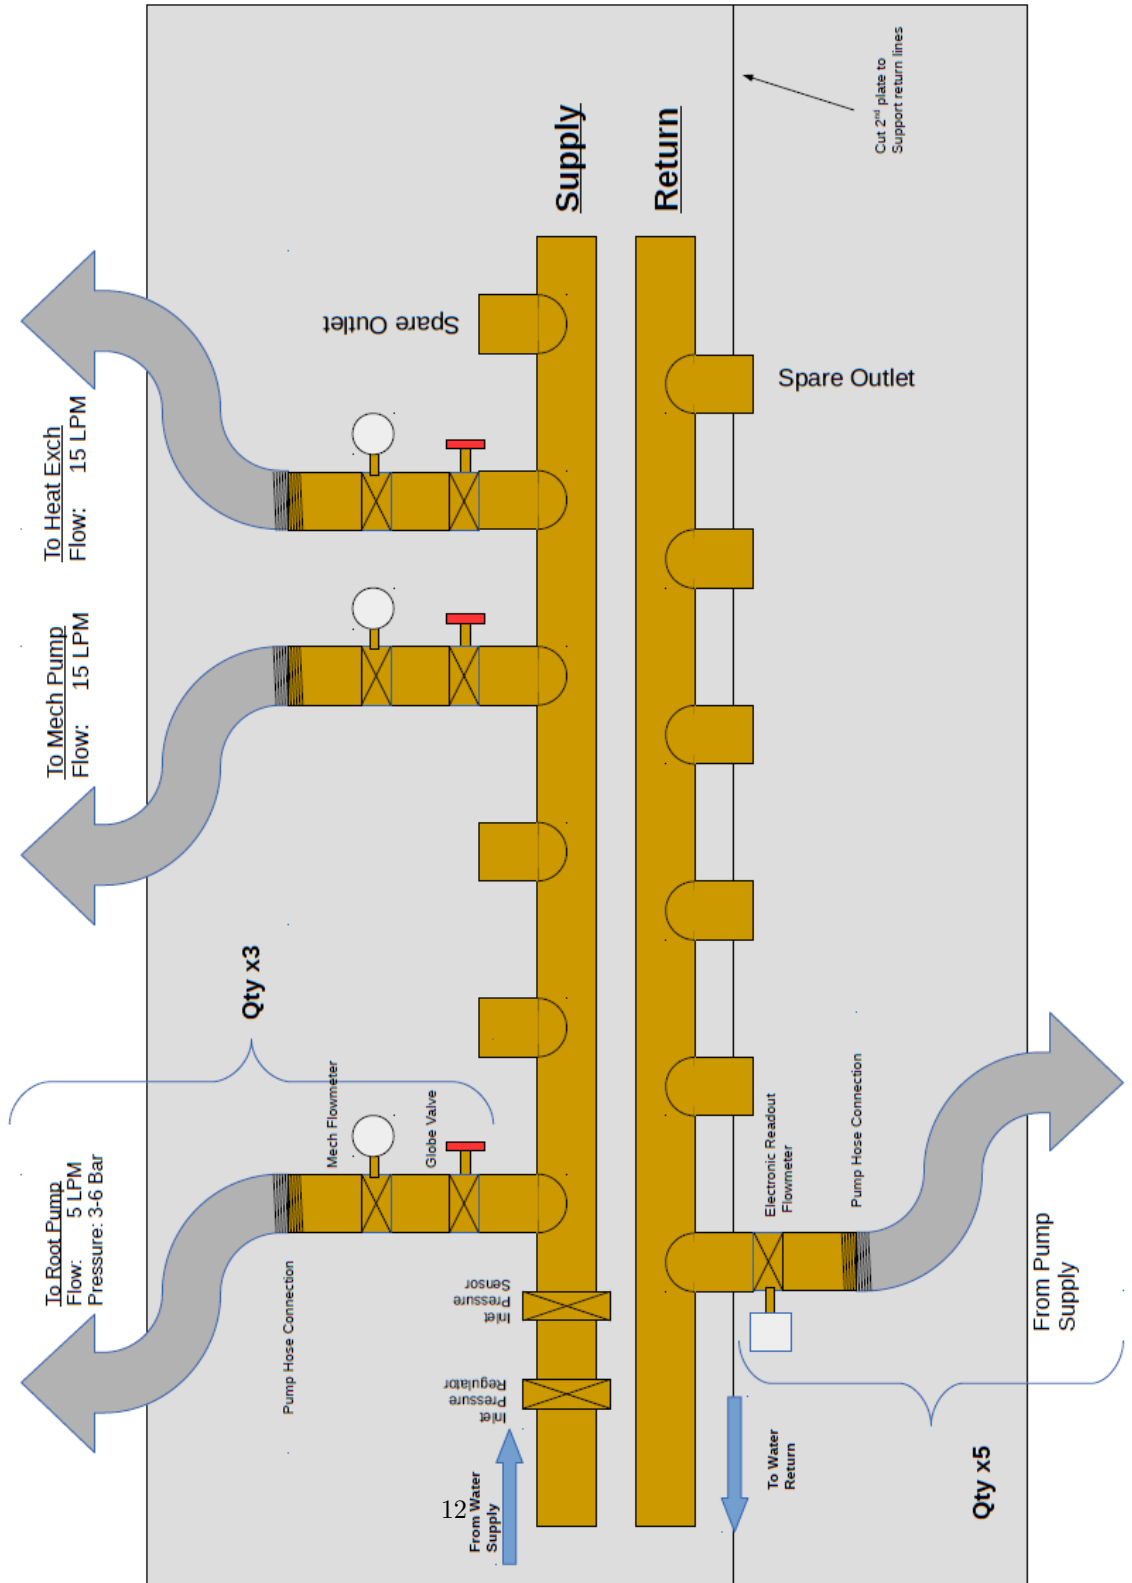 Cut 2nd plate to
Support return lines
Supply
Return
Spare Outlet
Spare Outlet
To Heat Exch
Flow: 15 LPM
To Mech Pump
Flow: 15 LPM
Qty x3
To Root Pump
Flow: 5 LPM
Pressure: 3-6 Bar
Mech Flowmeter
Globe Valve
Pump Hose Connection
Inlet
Pressure
Sensor
Inlet
Pressure
Regulator
From Water
Supply
12
Electronic Readout
Flowmeter
Pump Hose Connection
From Pump
Supply
To Water
Return
Qty x5